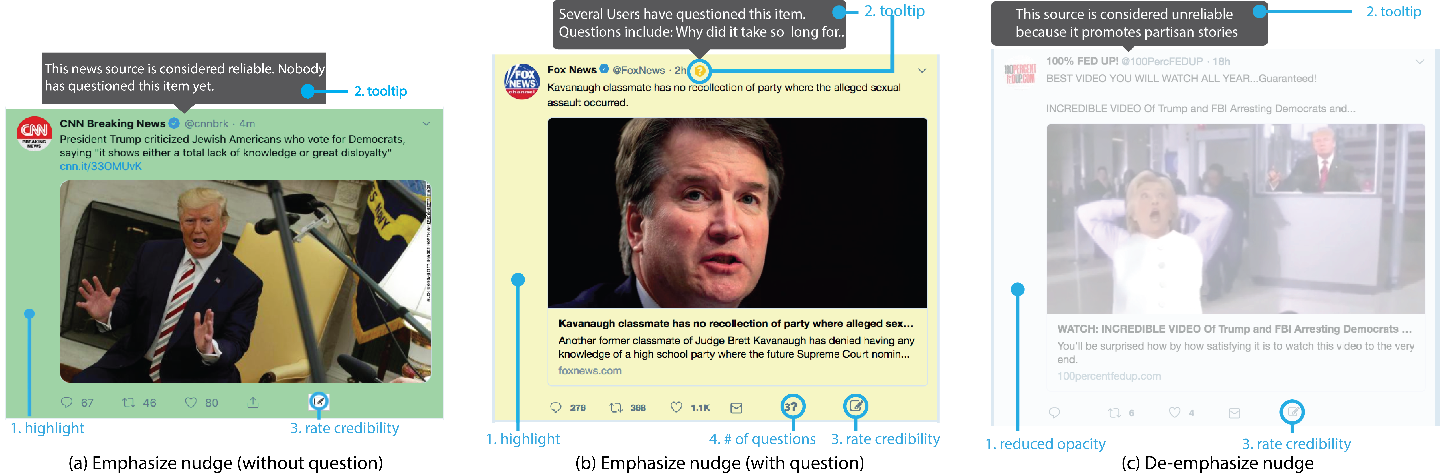 This news source is considered reliable. Nobody
has questioned this item yet.
2. tooltip
CNN
BREAKING
NEWS
CNN Breaking News @cnnbrk · 4m
President Trump criticized Jewish Americans who vote for Democrats,
saying "it shows either a total lack of knowledge or great disloyalty"
cnn.it/33OMUvK
67 46 80
1. highlight
3. rate credibility
(a) Emphasize nudge (without question)
Several Users have questioned this item.
Questions include: Why did it take so long for..
2. tooltip
FOX
NEWS
channel
Fox News @FoxNews · 2h ?
Kavanaugh classmate has no recollection of party where the alleged sexual
assault occurred.
Kavanaugh classmate has no recollection of party where alleged sex...
Another former classmate of Judge Brett Kavanaugh has denied having any
knowledge of a high school party where the future Supreme Court nomin...
foxnews.com
279 398 1.1K 3?
1. highlight
4. # of questions
3. rate credibility
(b) Emphasize nudge (with question)
This source is considered unreliable
because it promotes partisan stories
2. tooltip
100PERCENT
FED UP!
100% FED UP! @100PercFEDUP · 18h
BEST VIDEO YOU WILL WATCH ALL YEAR...Guaranteed!
INCREDIBLE VIDEO Of Trump and FBI Arresting Democrats and...
WATCH: INCREDIBLE VIDEO Of Trump and FBI Arresting Democrats ...
You'll be surprised how by how satisfying it is to watch this v deo to the very
end.
100percentfedup.com
6 4
1. reduced opacity
3. rate credibility
(c) De-emphasize nudge